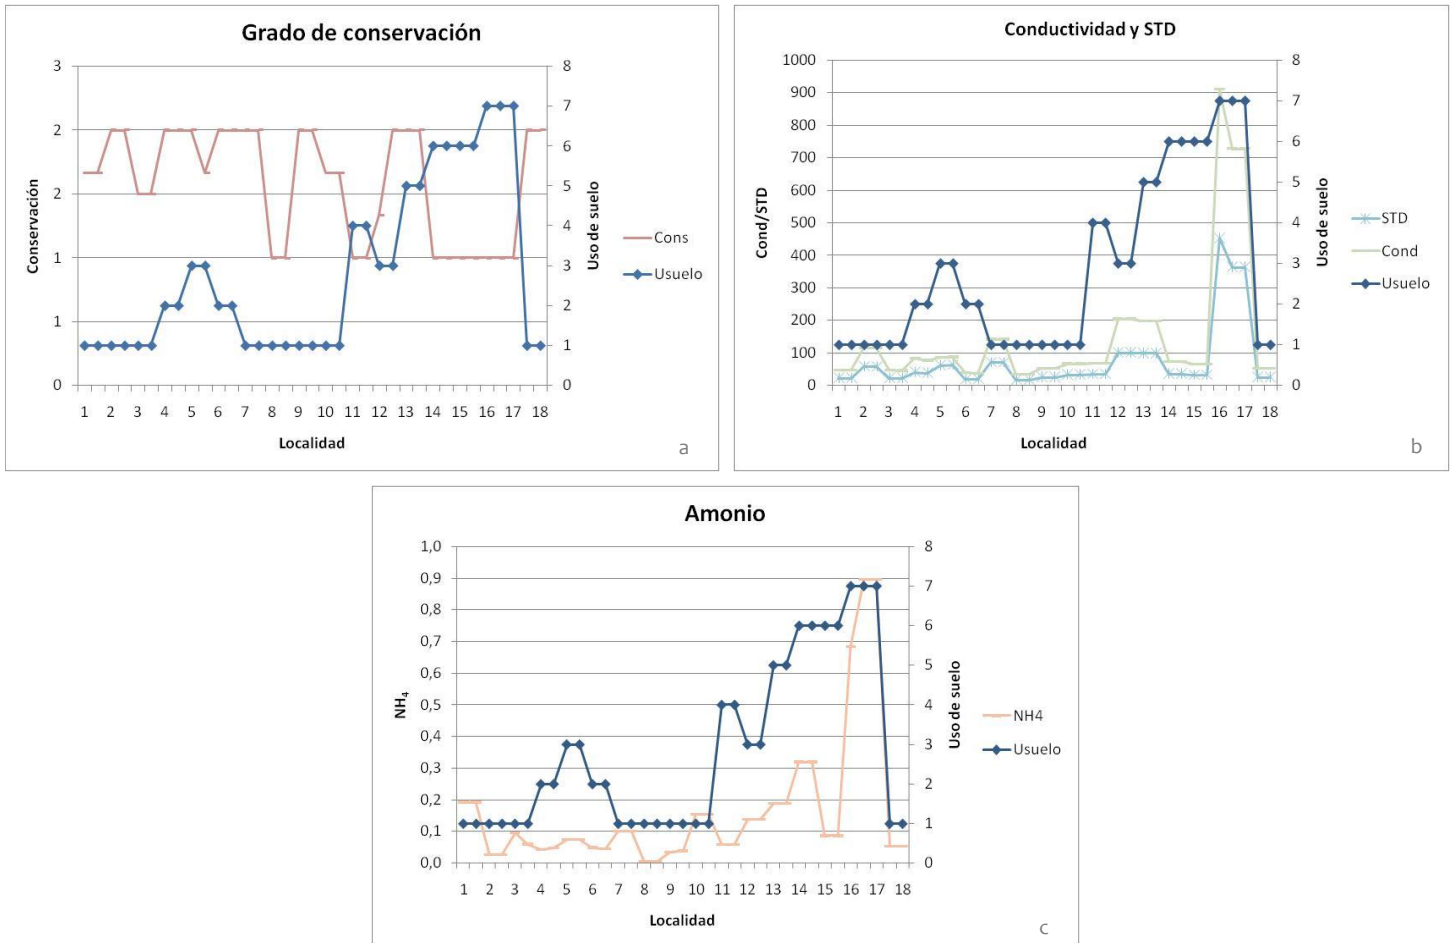 Grado de conservación
3
2
2
1
1
0
8
7
6
5
4
3
2
1
0
Conservación
Uso de suelo
Cons
Usuelo
1 2 3 4 5 6 7 8 9 10 11 12 13 14 15 16 17 18
Localidad
a
Conductividad y STD
1000
900
800
700
600
500
400
300
200
100
0
8
7
6
5
4
3
2
1
0
Cond/STD
Uso de suelo
STD
Cond
Usuelo
1 2 3 4 5 6 7 8 9 10 11 12 13 14 15 16 17 18
Localidad
b
Amonio
1,0
0,9
0,8
0,7
0,6
0,5
0,4
0,3
0,2
0,1
0,0
8
7
6
5
4
3
2
1
0
NH₄
Uso de suelo
NH4
Usuelo
1 2 3 4 5 6 7 8 9 10 11 12 13 14 15 16 17 18
Localidad
c